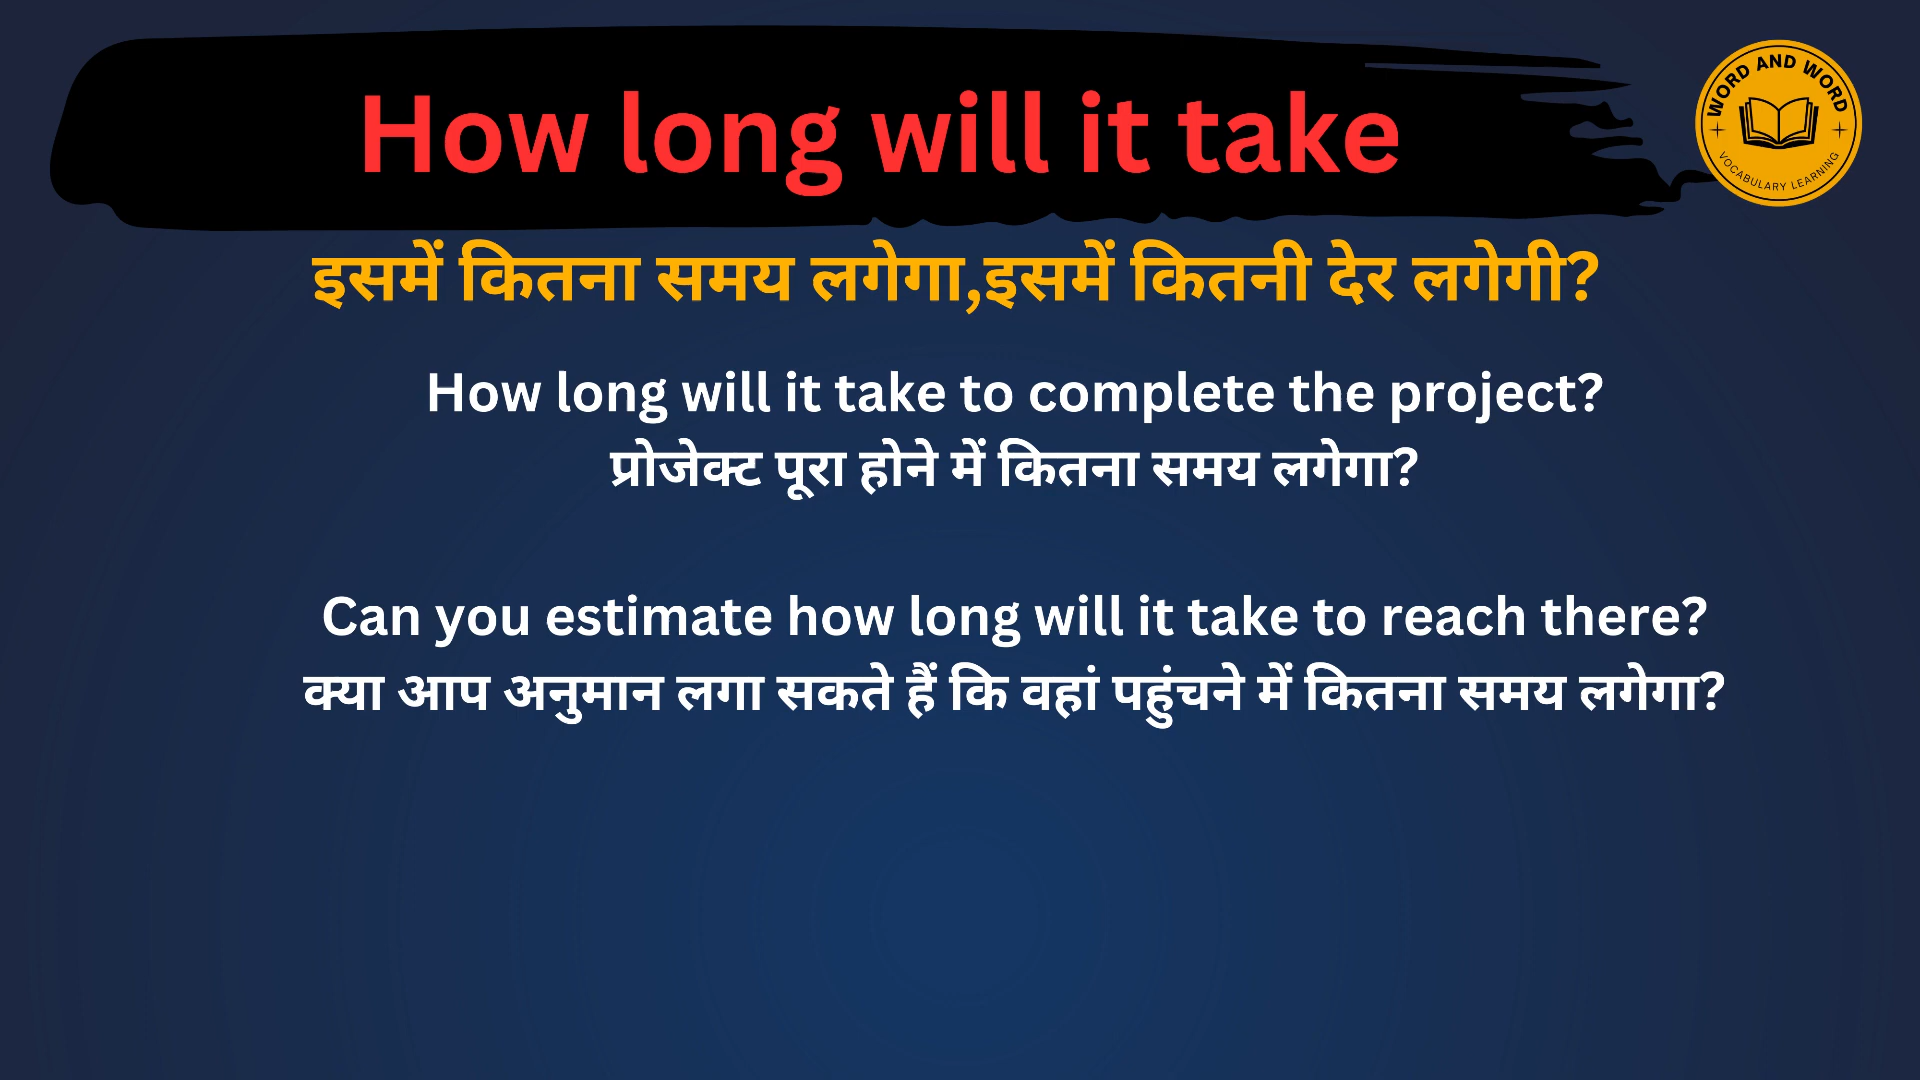 How long will it take
WORD AND WORD
VOCABULARY LEARNING
इसमें कितना समय लगेगा,इसमें कितनी देर लगेगी?
How long will it take to complete the project?
प्रोजेक्ट पूरा होने में कितना समय लगेगा?
Can you estimate how long will it take to reach there?
क्या आप अनुमान लगा सकते हैं कि वहां पहुंचने में कितना समय लगेगा?